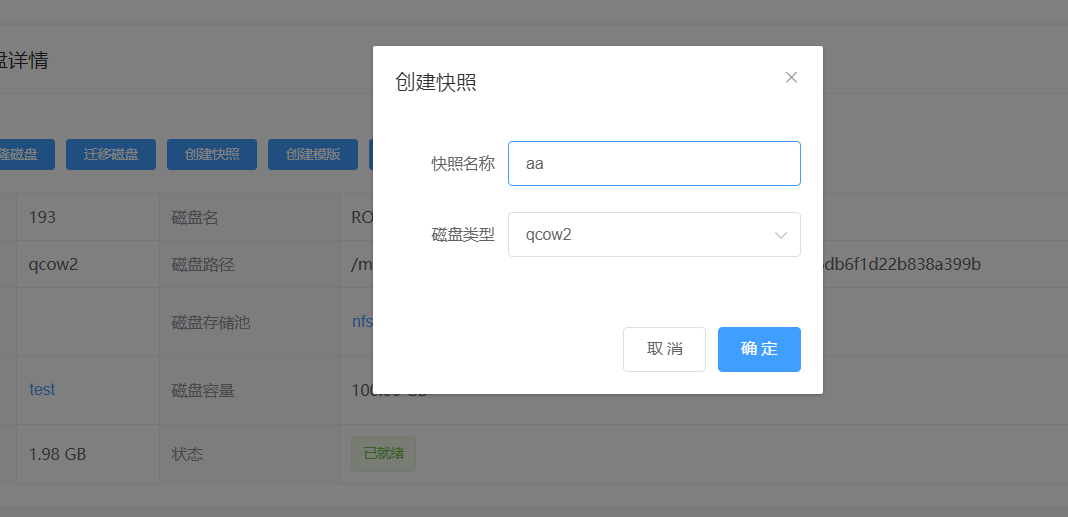 盘详情
创建快照
快照名称 aa
磁盘类型 qcow2
取 消 确 定
隆磁盘 迁移磁盘 创建快照 创建模版
193 磁盘名 RO
qcow2 磁盘路径 /m db6f1d22b838a399b
磁盘存储池 nfs
test 磁盘容量 100.00 GB
1.98 GB 状态 已就绪